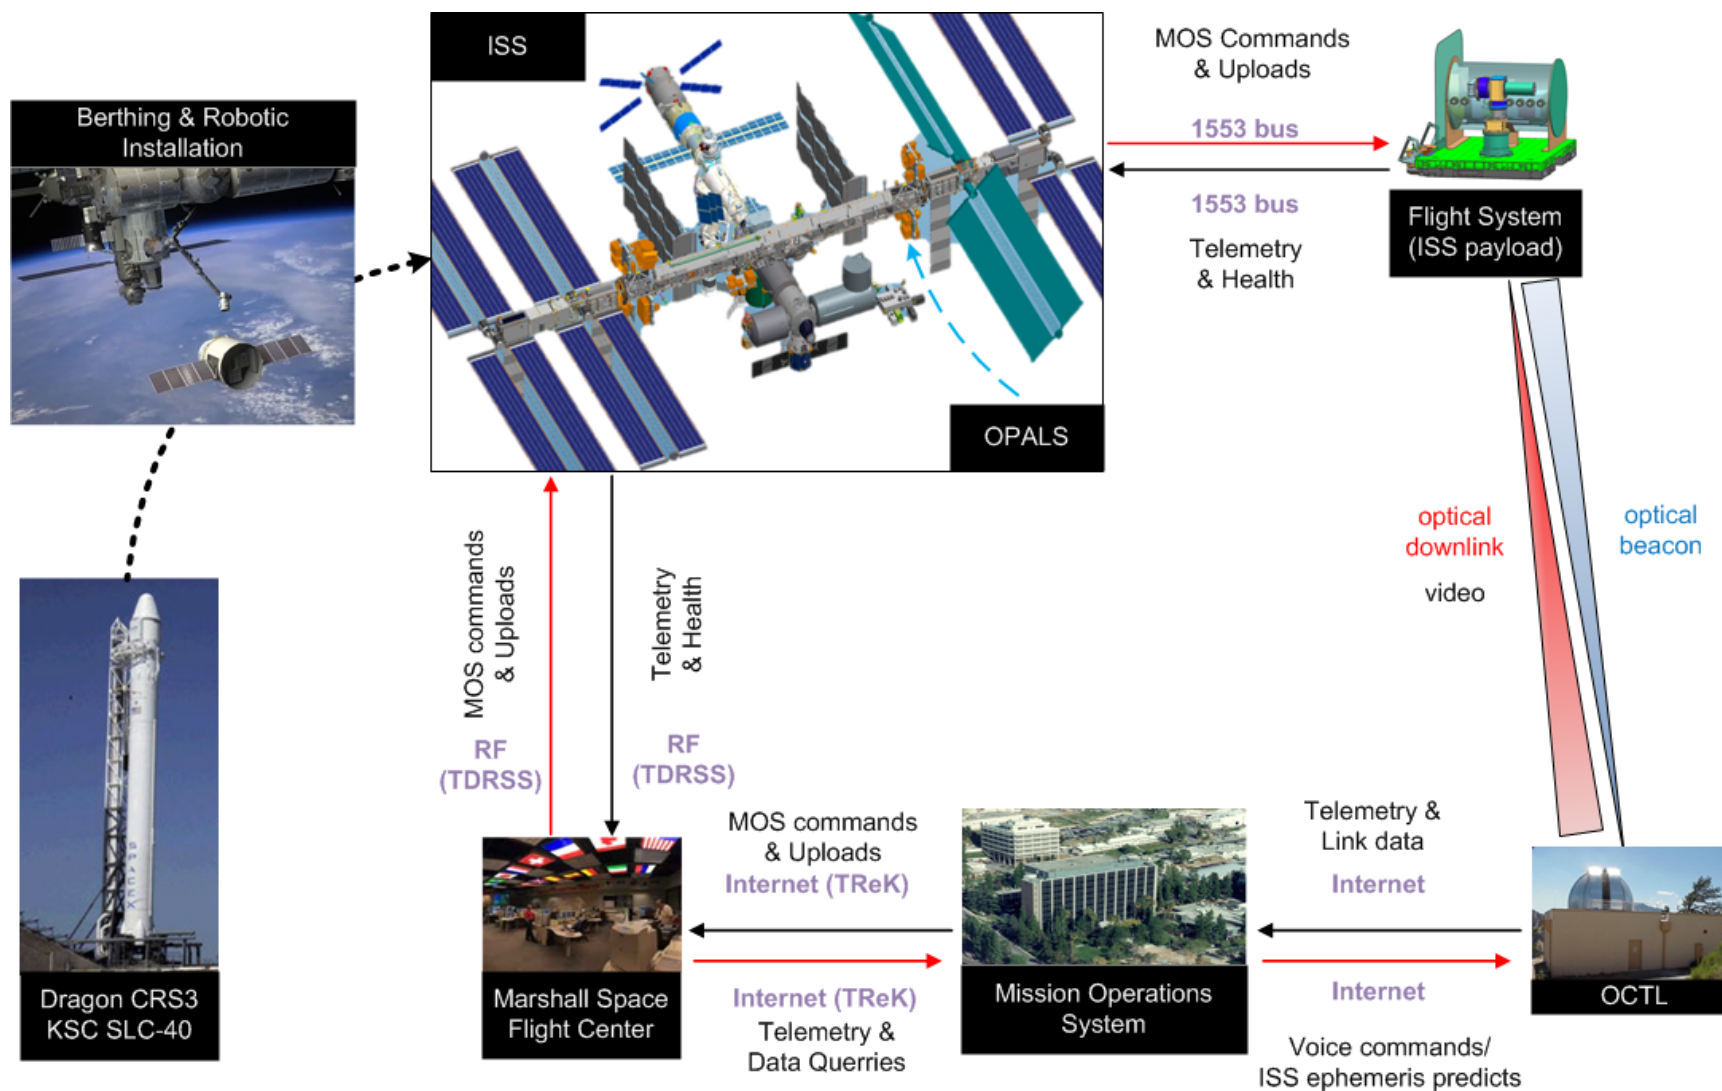 ISS
MOS Commands
& Uploads
1553 bus
1553 bus
Telemetry
& Health
Flight System
(ISS payload)
Berthing & Robotic
Installation
OPALS
optical
downlink
video
optical
beacon
MOS commands
& Uploads
RF
(TDRSS)
Telemetry
& Health
RF
(TDRSS)
SPACEX
Dragon CRS3
KSC SLC-40
Marshall Space
Flight Center
MOS commands
& Uploads
Internet (TReK)
Internet (TReK)
Telemetry &
Data Querries
Mission Operations
System
Telemetry &
Link data
Internet
Internet
Voice commands/
ISS ephemeris predicts
OCTL